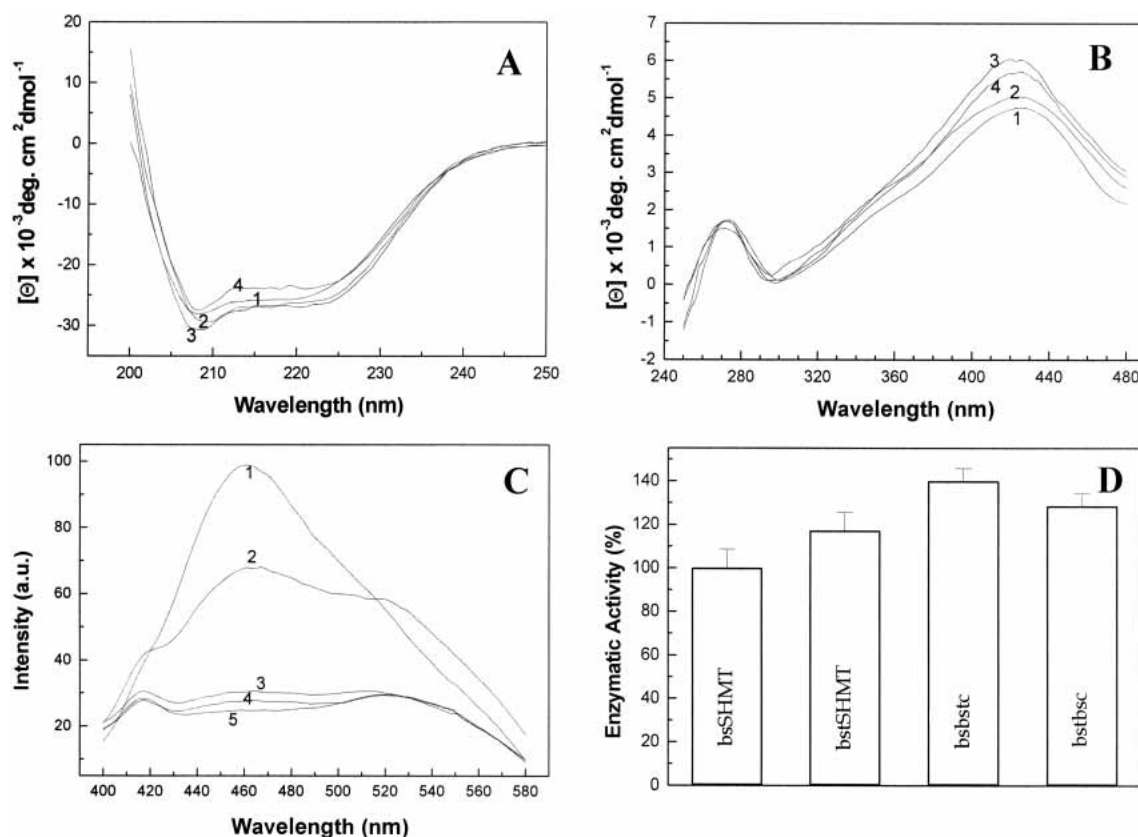 A
20
10
0
-10
-20
-30
[Θ] x 10⁻³deg. cm²dmol⁻¹
4
1
2
3
200 210 220 230 240 250
Wavelength (nm)
B
7
6
5
4
3
2
1
0
-1
-2
[Θ] x 10⁻³deg. cm²dmol⁻¹
3
4
2
1
240 280 320 360 400 440 480
Wavelength (nm)
C
100
80
60
40
20
Intensity (a.u.)
1
2
3
4
5
400 420 440 460 480 500 520 540 560 580
Wavelength (nm)
D
140
120
100
80
60
40
20
0
Enzymatic Activity (%)
bsSHMT
bstSHMT
bsbstc
bstbsc